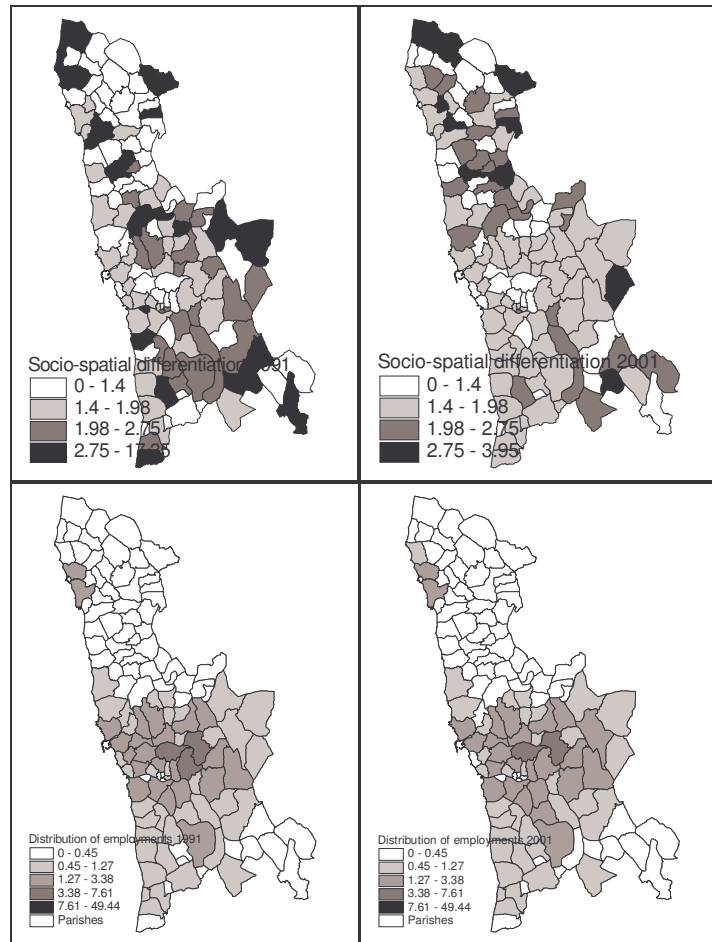 Socio-spatial differentiation 1991
0 - 1.4
1.4 - 1.98
1.98 - 2.75
2.75 - 17.35
Socio-spatial differentiation 2001
0 - 1.4
1.4 - 1.98
1.98 - 2.75
2.75 - 3.95
Distribution of employments 1991
0 - 0.45
0.45 - 1.27
1.27 - 3.38
3.38 - 7.61
7.61 - 49.44
Parishes
Distribution of employments 2001
0 - 0.45
0.45 - 1.27
1.27 - 3.38
3.38 - 7.61
7.61 - 49.44
Parishes